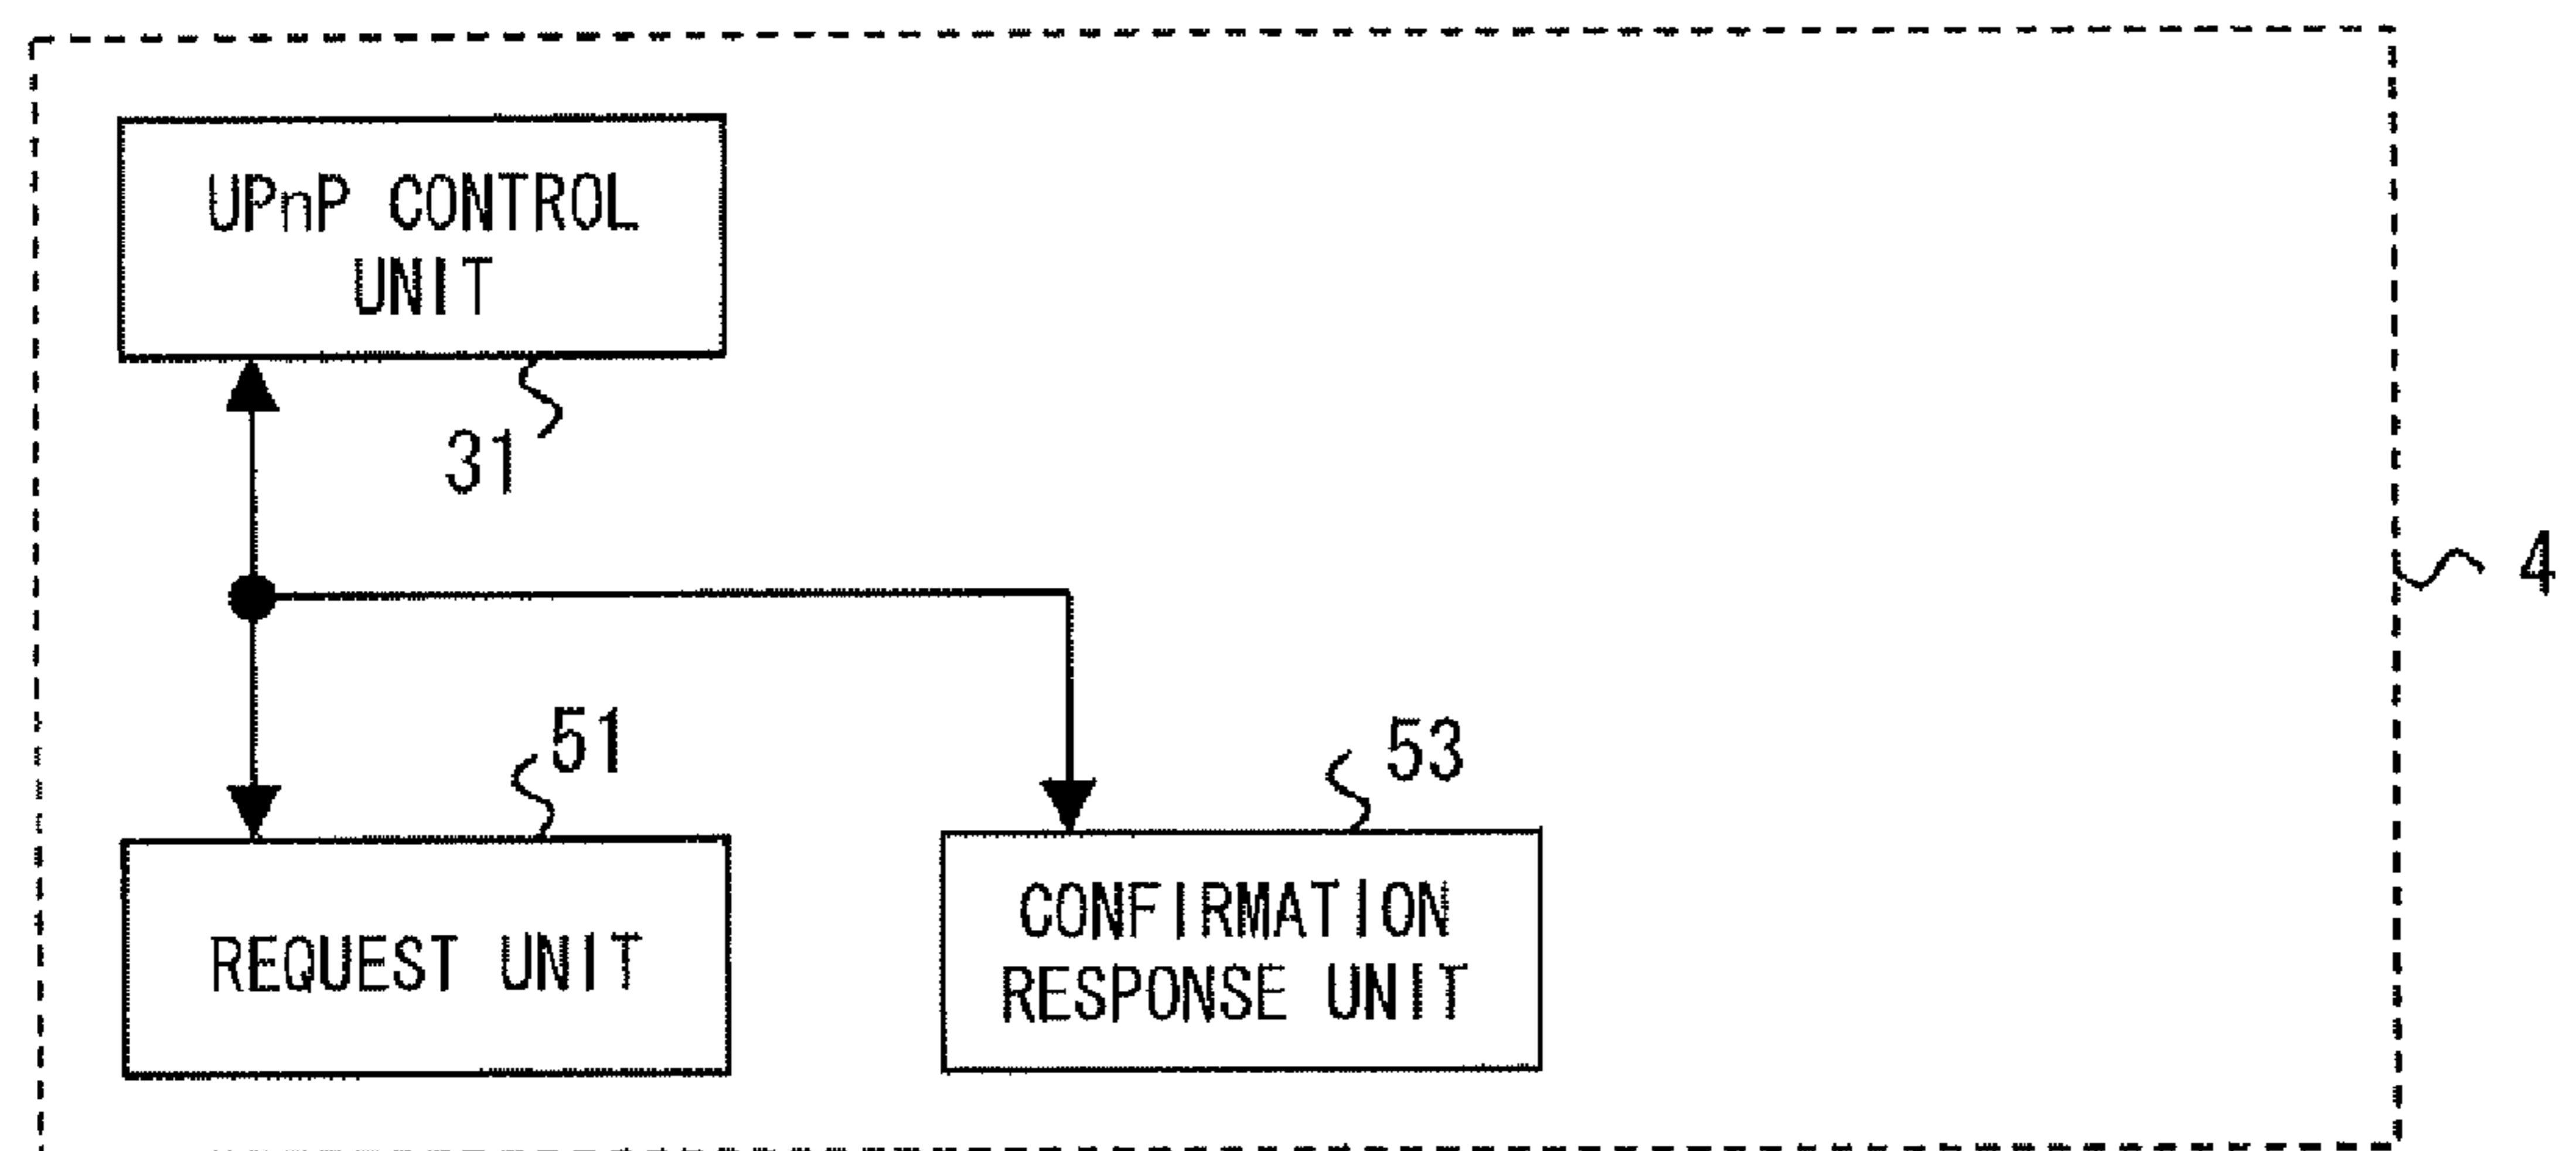 UPnP CONTROL
UNIT
31
4
51
53
REQUEST UNIT
CONFIRMATION
RESPONSE UNIT